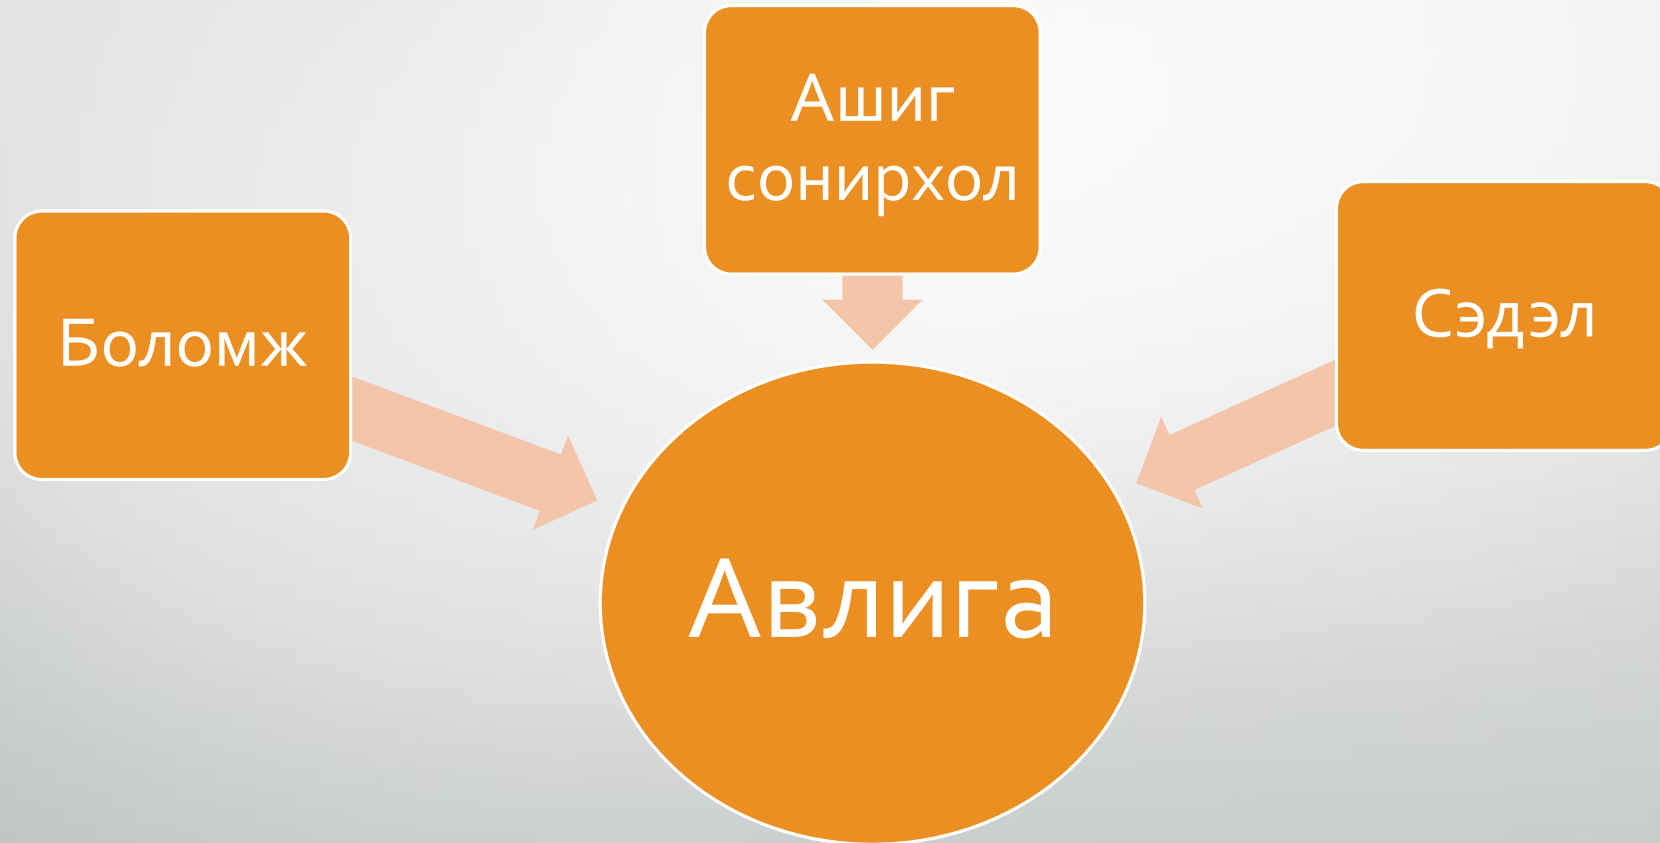 Ашиг
сонирхол
Боломж
Сэдэл
Авлига